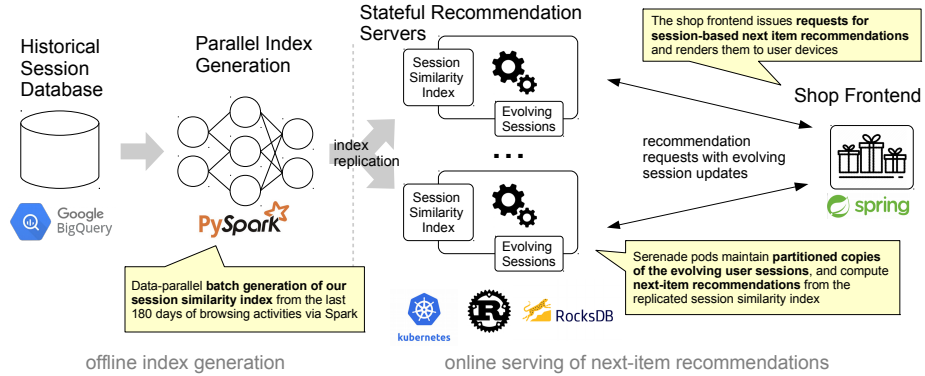 Historical
Session
Database
Google
BigQuery
Parallel Index
Generation
PySpark
Data-parallel batch generation of our
session similarity index from the last
180 days of browsing activities via Spark
offline index generation
index
replication
Stateful Recommendation
Servers
Session
Similarity
Index
Evolving
Sessions
...
Session
Similarity
Index
Evolving
Sessions
kubernetes
R
RocksDB
The shop frontend issues requests for
session-based next item recommendations
and renders them to user devices
Shop Frontend
recommendation
requests with evolving
session updates
spring
Serenade pods maintain partitioned copies
of the evolving user sessions, and compute
next-item recommendations from the
replicated session similarity index
online serving of next-item recommendations